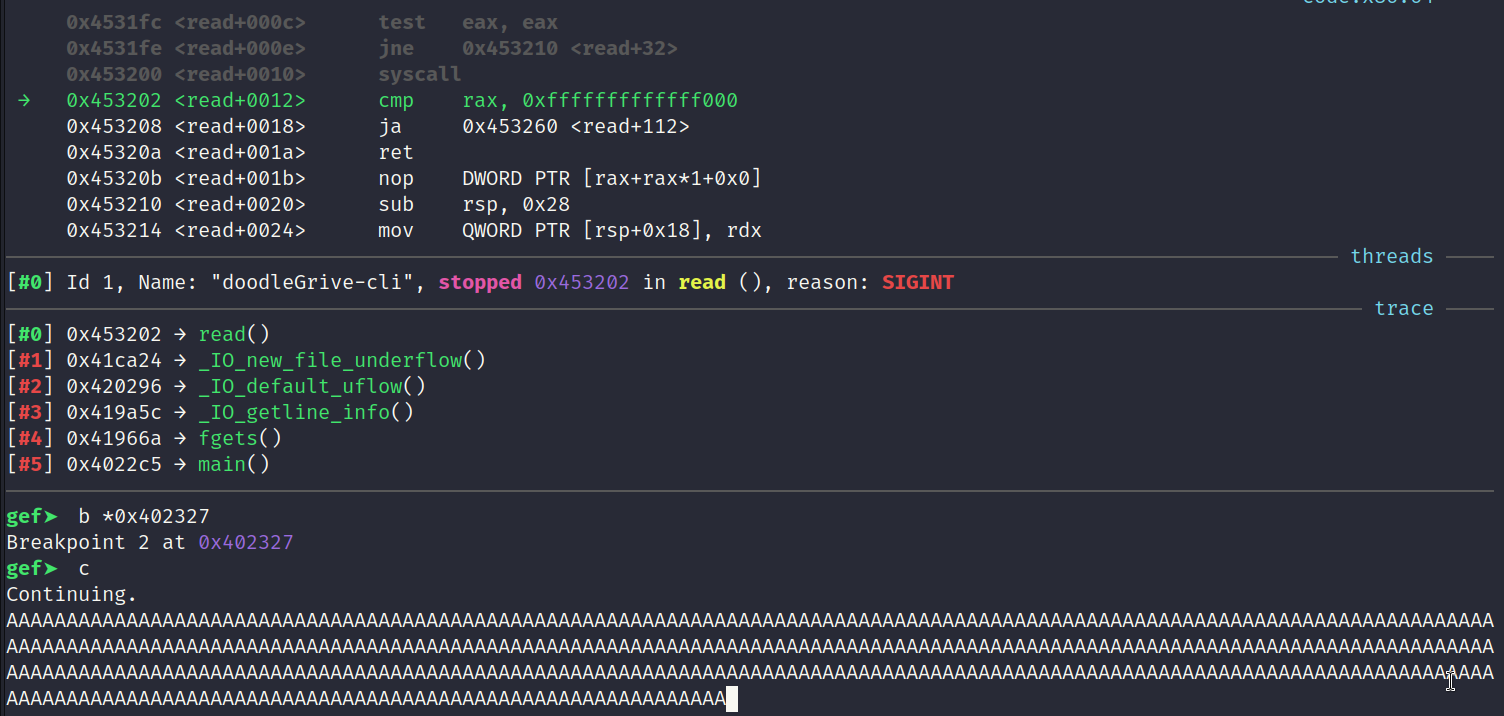 0x4531fc <read+000c> test eax, eax
0x4531fe <read+000e> jne 0x453210 <read+32>
0x453200 <read+0010> syscall
→ 0x453202 <read+0012> cmp rax, 0xfffffffffffff000
0x453208 <read+0018> ja 0x453260 <read+112>
0x45320a <read+001a> ret
0x45320b <read+001b> nop DWORD PTR [rax+rax*1+0x0]
0x453210 <read+0020> sub rsp, 0x28
0x453214 <read+0024> mov QWORD PTR [rsp+0x18], rdx
threads
[#0] Id 1, Name: "doodleGrive-cli", stopped 0x453202 in read (), reason: SIGINT
trace
[#0] 0x453202 → read()
[#1] 0x41ca24 → _IO_new_file_underflow()
[#2] 0x420296 → _IO_default_uflow()
[#3] 0x419a5c → _IO_getline_info()
[#4] 0x41966a → fgets()
[#5] 0x4022c5 → main()
gef➤ b *0x402327
Breakpoint 2 at 0x402327
gef➤ c
Continuing.
AAAAAAAAAAAAAAAAAAAAAAAAAAAAAAAAAAAAAAAAAAAAAAAAAAAAAAAAAAAAAAAAAAAAAAAAAAAAAAAAAAAAAAAAAAAAAAAAAAAAAAAAAAAAAAAAAAAAAAAAAAAA
AAAAAAAAAAAAAAAAAAAAAAAAAAAAAAAAAAAAAAAAAAAAAAAAAAAAAAAAAAAAAAAAAAAAAAAAAAAAAAAAAAAAAAAAAAAAAAAAAAAAAAAAAAAAAAAAAAAAAAAAAAAA
AAAAAAAAAAAAAAAAAAAAAAAAAAAAAAAAAAAAAAAAAAAAAAAAAAAAAAAAAAAAAAAAAAAAAAAAAAAAAAAAAAAAAAAAAAAAAAAAAAAAAAAAAAAAAAAAAAAAAAAAAAAA
AAAAAAAAAAAAAAAAAAAAAAAAAAAAAAAAAAAAAAAAAAAAAAAAAAAAAAAAAAAA